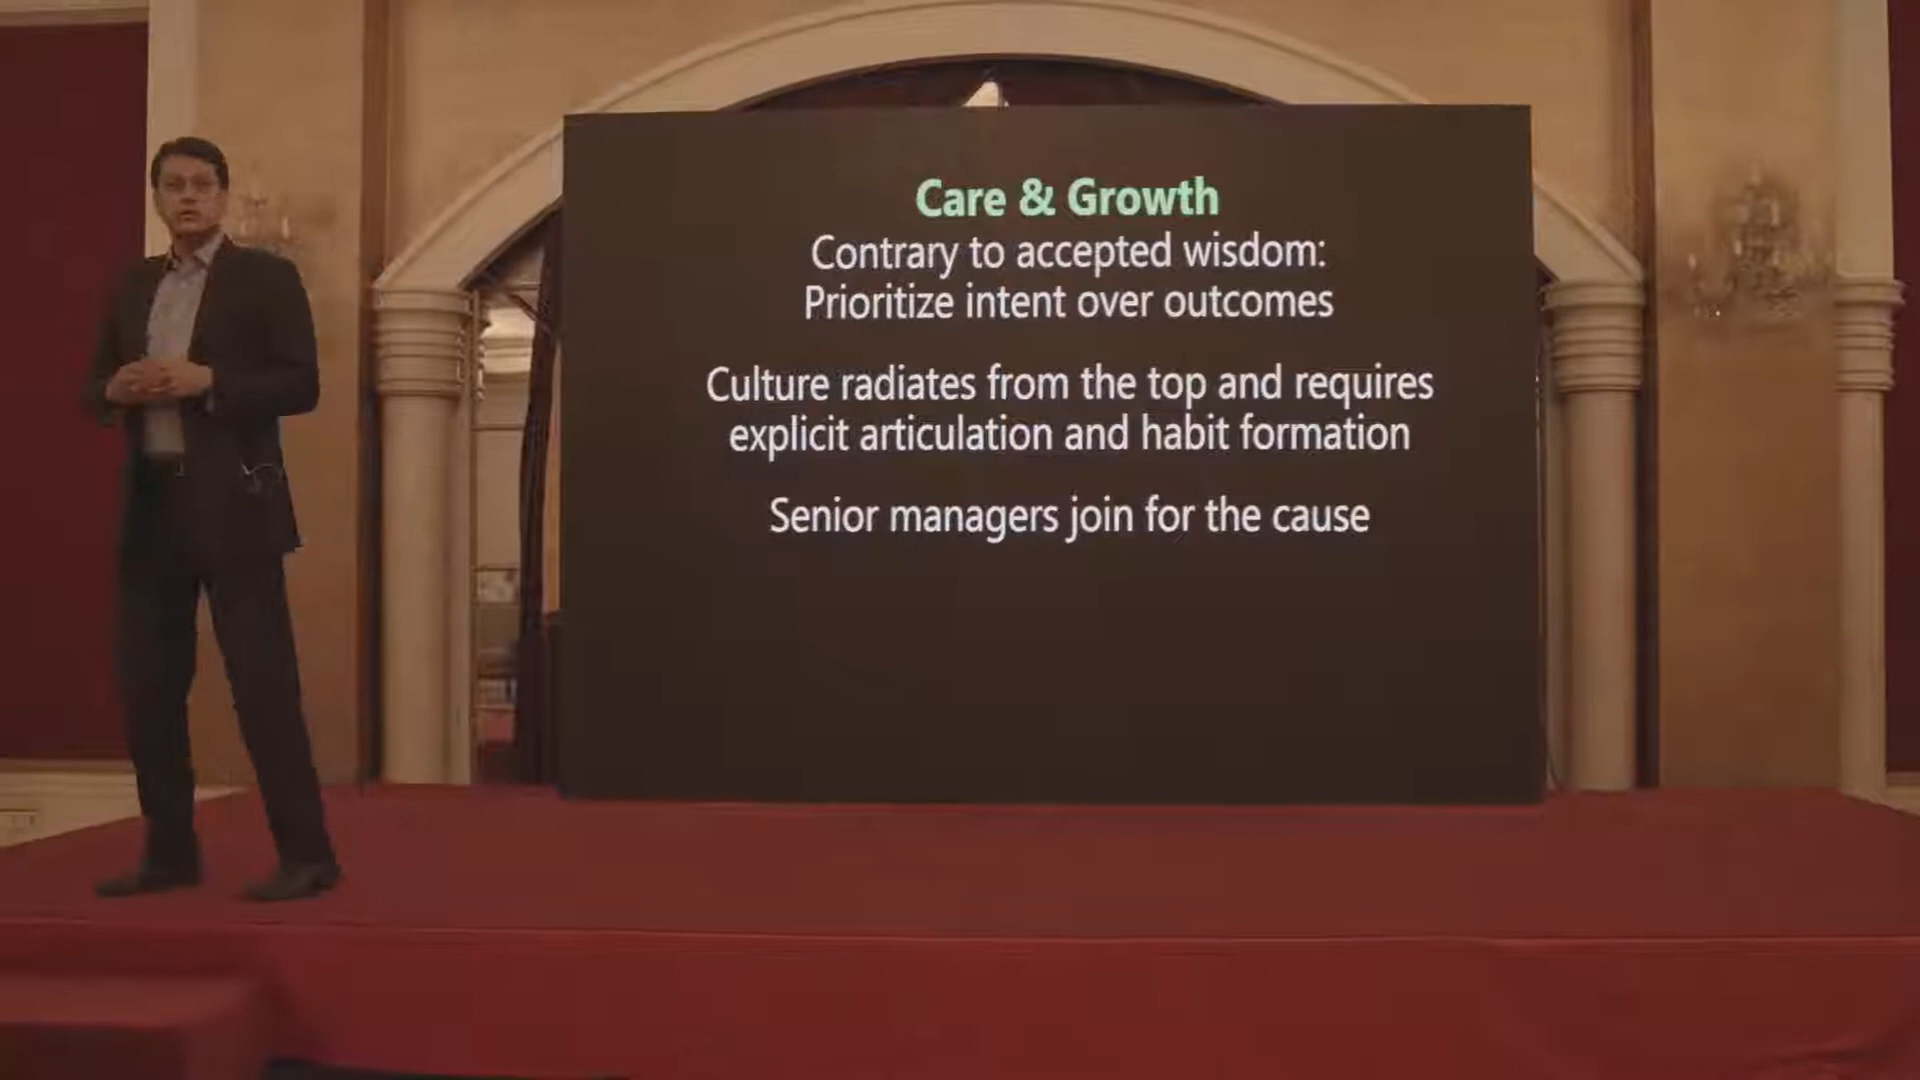 Care & Growth
Contrary to accepted wisdom:
Prioritize intent over outcomes
Culture radiates from the top and requires
explicit articulation and habit formation
Senior managers join for the cause